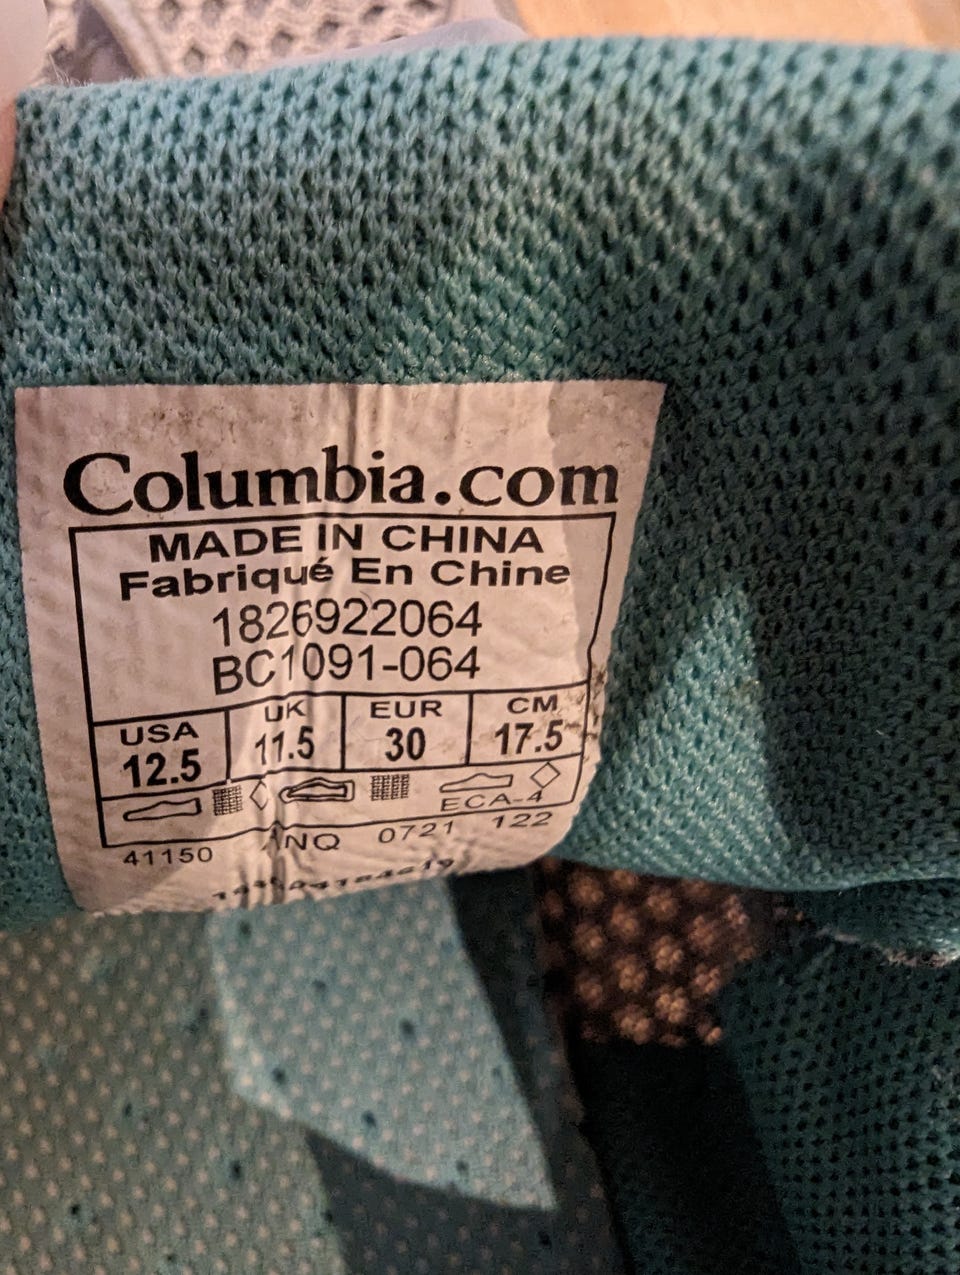 Columbia.com
MADE IN CHINA
Fabriqué En Chine
1826922064
BC1091-064
USA UK EUR CM
12.5 11.5 30 17.5
ECA-4
41150 ANQ 0721 122